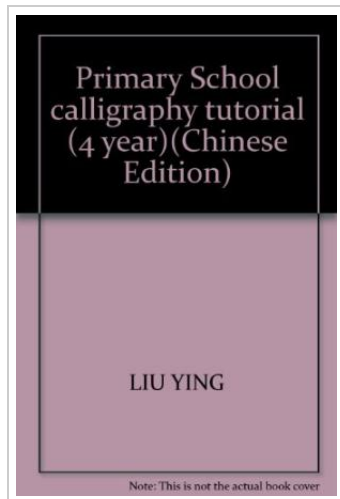 Primary School
calligraphy tutorial
(4 year)(Chinese
Edition)
LIU YING
Note: This is not the actual book cover